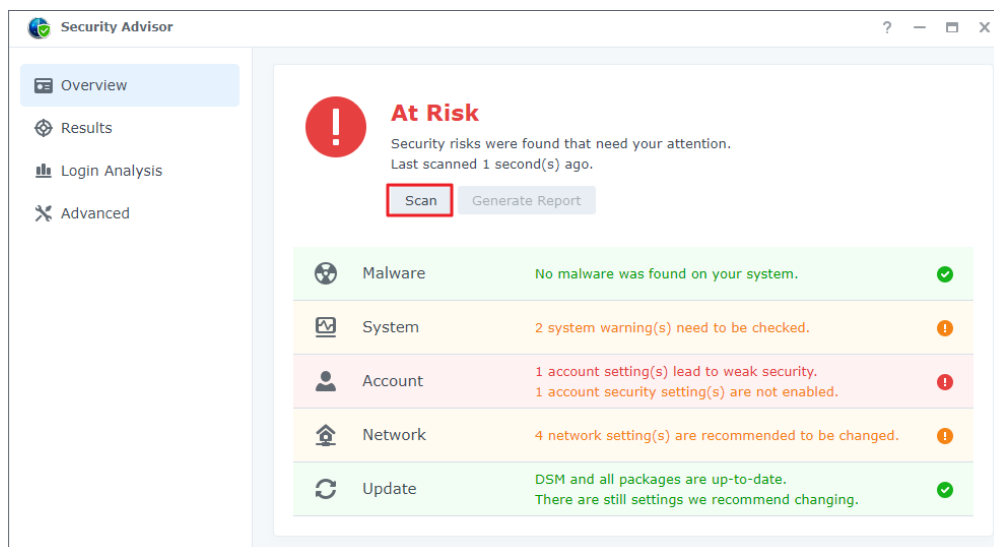 Security Advisor
?
Overview
Results
Login Analysis
Advanced
At Risk
Security risks were found that need your attention.
Last scanned 1 second(s) ago.
Scan Generate Report
Malware No malware was found on your system.
System 2 system warning(s) need to be checked.
Account 1 account setting(s) lead to weak security.
1 account security setting(s) are not enabled.
Network 4 network setting(s) are recommended to be changed.
Update DSM and all packages are up-to-date.
There are still settings we recommend changing.